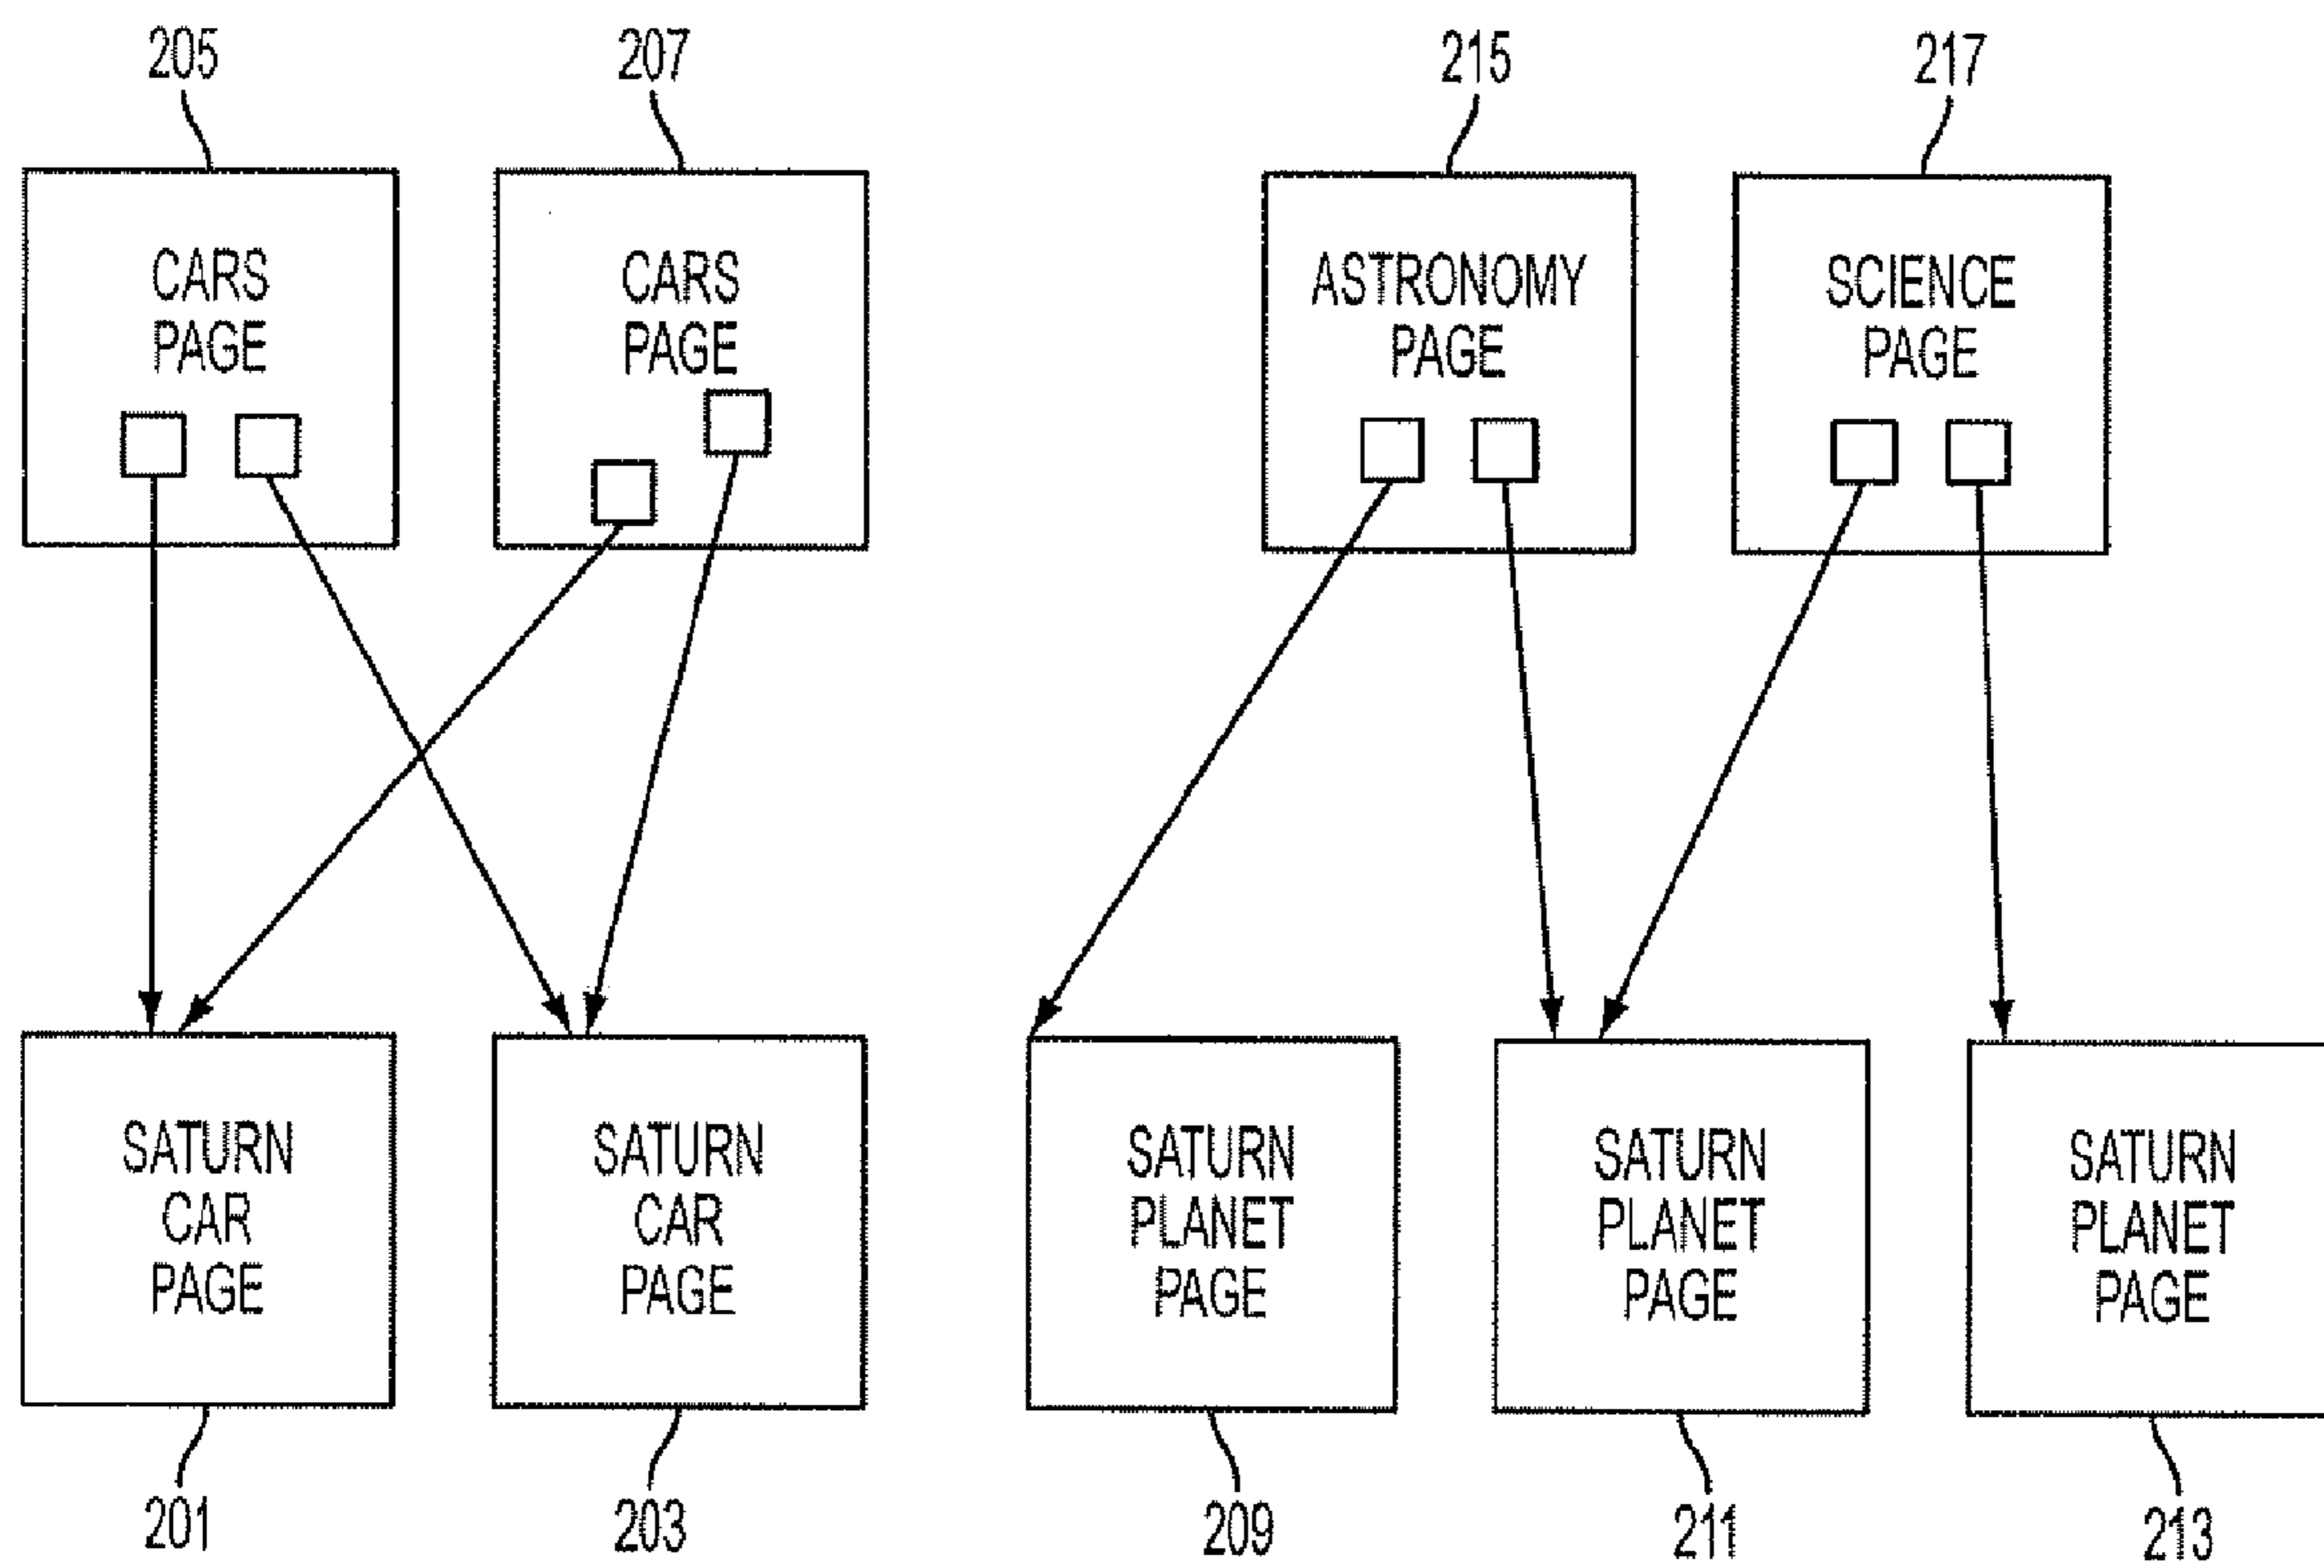 205
207
215
217
CARS
PAGE
CARS
PAGE
ASTRONOMY
PAGE
SCIENCE
PAGE
SATURN
CAR
PAGE
SATURN
CAR
PAGE
SATURN
PLANET
PAGE
SATURN
PLANET
PAGE
SATURN
PLANET
PAGE
201
203
209
211
213